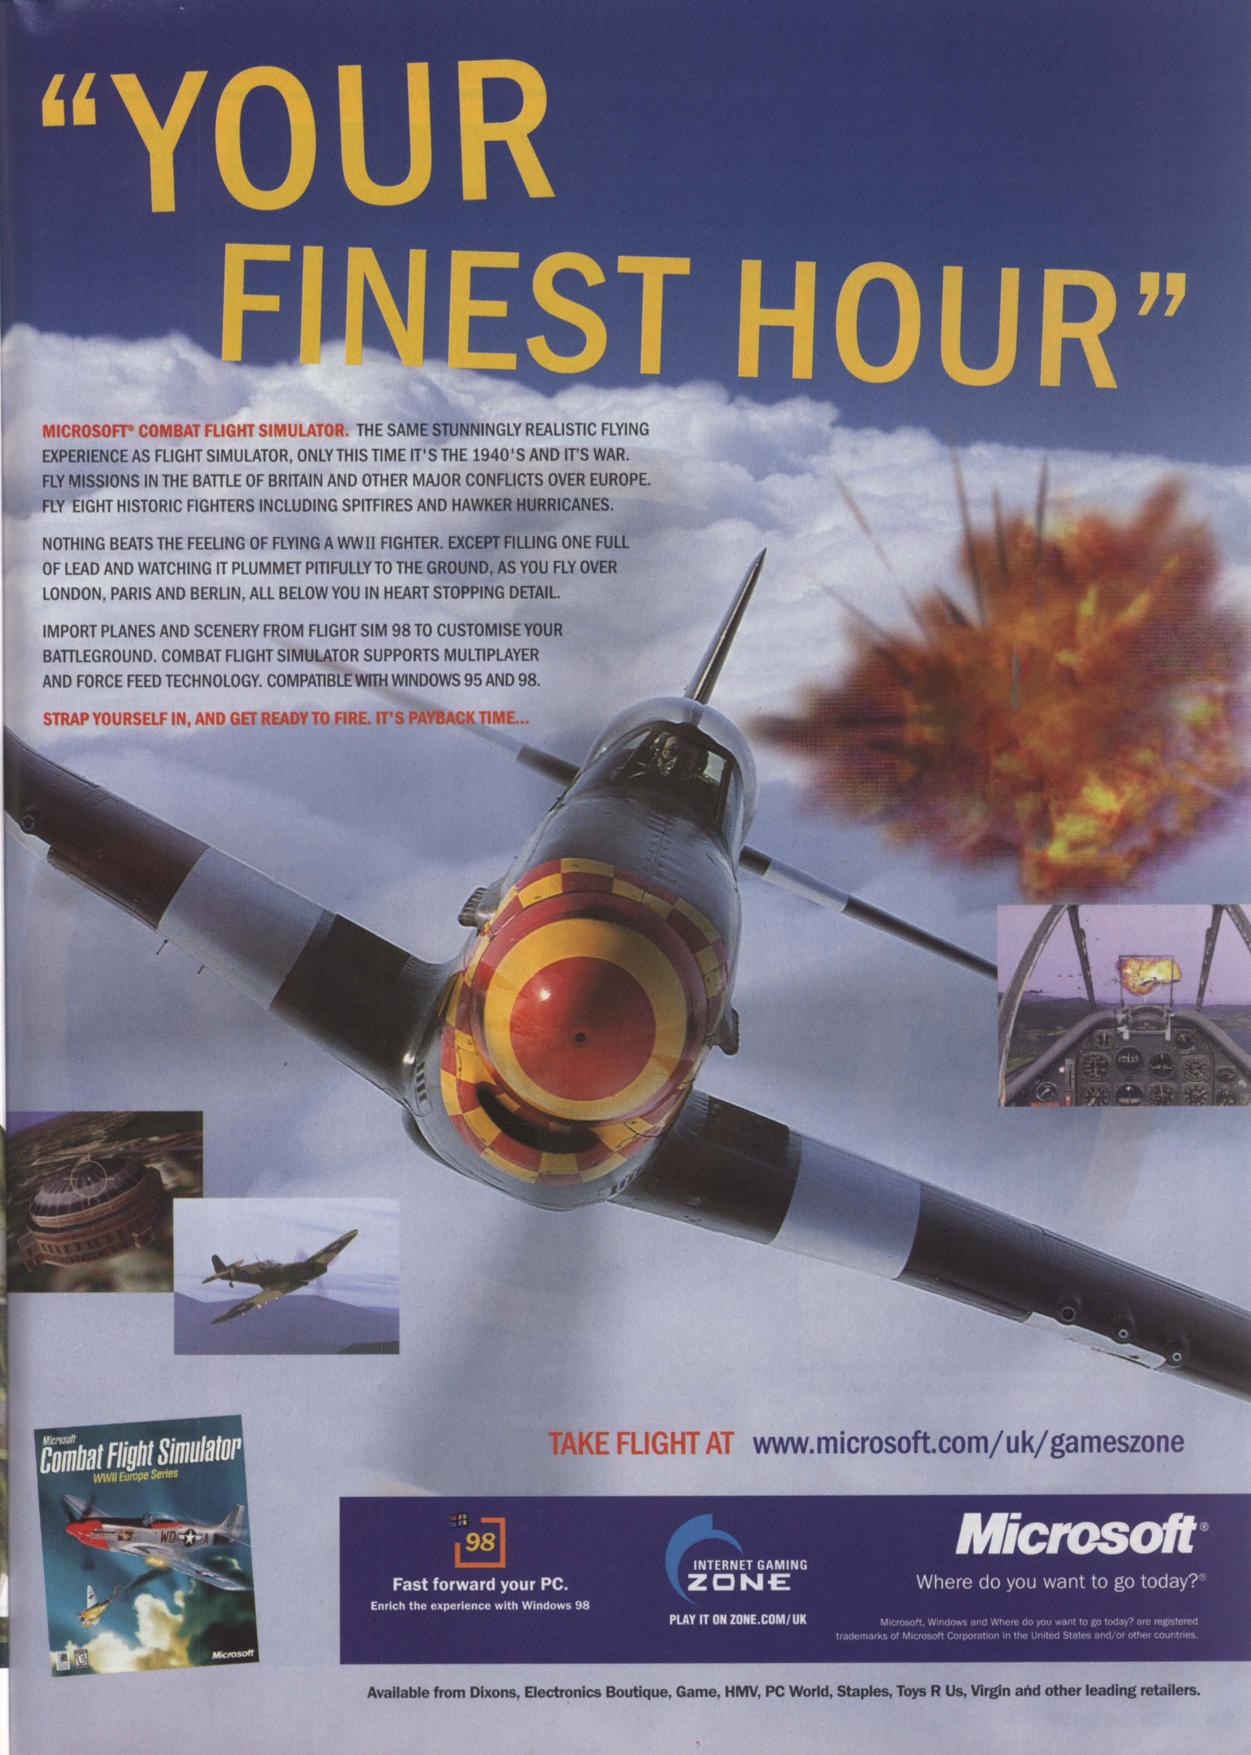 “YOUR
FINEST HOUR”
MICROSOFT® COMBAT FLIGHT SIMULATOR. THE SAME STUNNINGLY REALISTIC FLYING
EXPERIENCE AS FLIGHT SIMULATOR, ONLY THIS TIME IT'S THE 1940'S AND IT'S WAR.
FLY MISSIONS IN THE BATTLE OF BRITAIN AND OTHER MAJOR CONFLICTS OVER EUROPE.
FLY EIGHT HISTORIC FIGHTERS INCLUDING SPITFIRES AND HAWKER HURRICANES.
NOTHING BEATS THE FEELING OF FLYING A WWII FIGHTER. EXCEPT FILLING ONE FULL
OF LEAD AND WATCHING IT PLUMMET PITIFULLY TO THE GROUND, AS YOU FLY OVER
LONDON, PARIS AND BERLIN, ALL BELOW YOU IN HEART STOPPING DETAIL.
IMPORT PLANES AND SCENERY FROM FLIGHT SIM 98 TO CUSTOMISE YOUR
BATTLEGROUND. COMBAT FLIGHT SIMULATOR SUPPORTS MULTIPLAYER
AND FORCE FEED TECHNOLOGY. COMPATIBLE WITH WINDOWS 95 AND 98.
STRAP YOURSELF IN, AND GET READY TO FIRE. IT'S PAYBACK TIME...
TAKE FLIGHT AT www.microsoft.com/uk/gameszone
Microsoft
Combat Flight Simulator
WWII Europe Series
WD A
Microsoft
98
Fast forward your PC.
Enrich the experience with Windows 98
INTERNET GAMING
ZONE
PLAY IT ON ZONE.COM/UK
Microsoft®
Where do you want to go today?®
Microsoft, Windows and Where do you want to go today? are registered
trademarks of Microsoft Corporation in the United States and/or other countries.
Available from Dixons, Electronics Boutique, Game, HMV, PC World, Staples, Toys R Us, Virgin and other leading retailers.